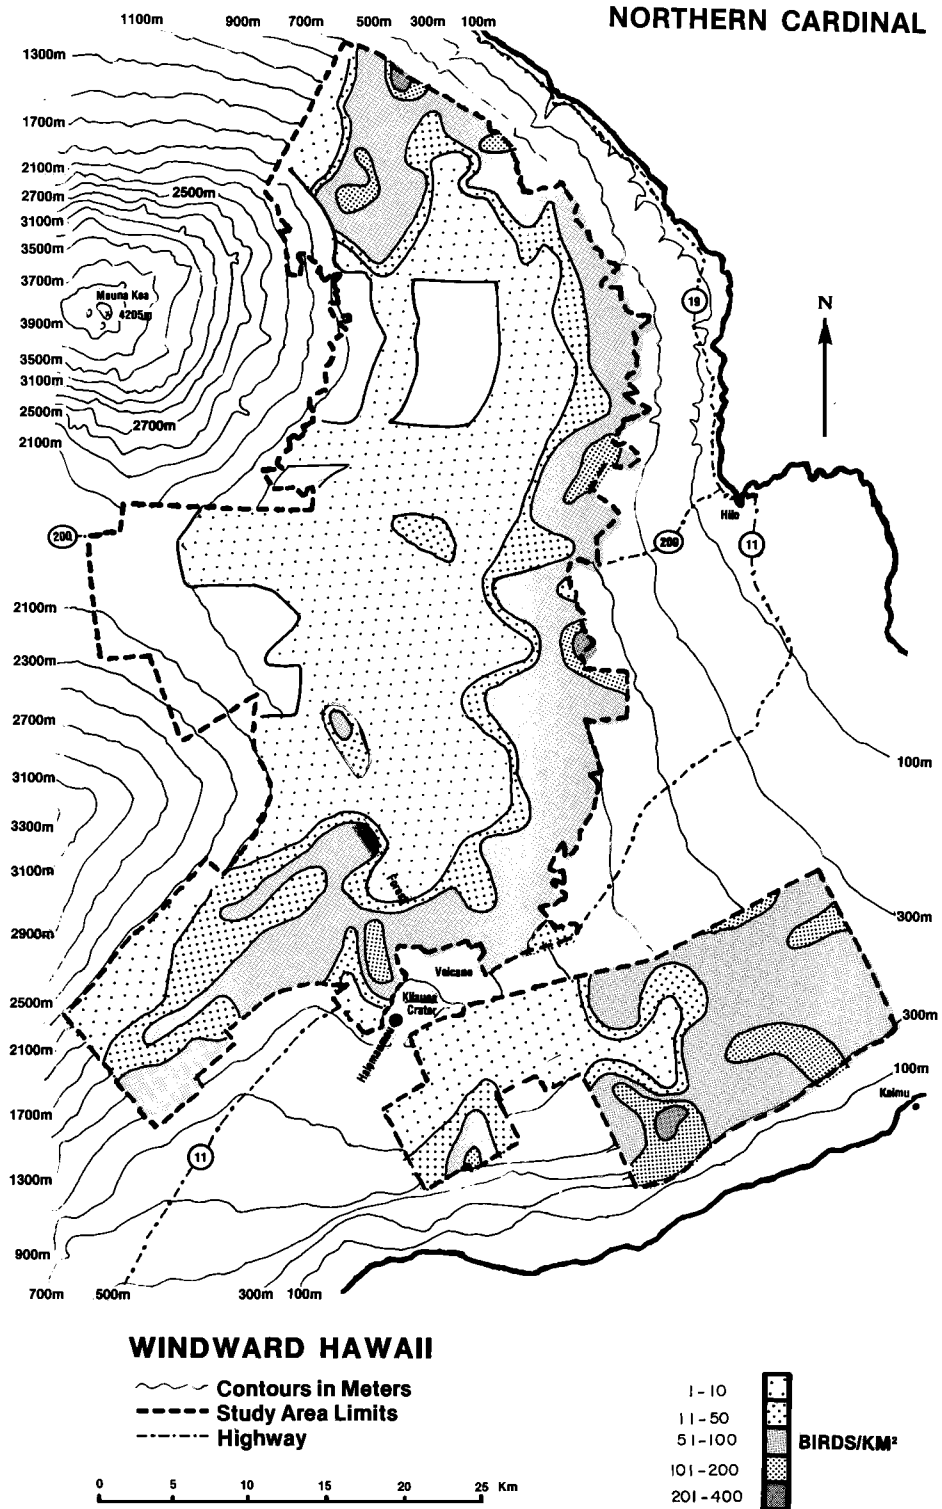 NORTHERN CARDINAL
1100m 900m 700m 500m 300m 100m
1300m
1700m
2100m
2700m
2500m
3100m
3500m
3700m
Mauna Kea
4205m
3900m
3500m
3100m
2500m
2700m
2100m
19
N
200
Hilo
200
11
2100m
2300m
2700m
100m
3100m
3300m
3100m
300m
2900m
Volcano
2500m
Kilauea
Crater
300m
2100m
100m
Kaimu
1700m
11
1300m
900m
700m 500m 300m 100m
WINDWARD HAWAII
Contours in Meters
Study Area Limits
Highway
0 5 10 15 20 25 Km
1-10
11-50
51-100
101-200
201-400
BIRDS/KM²